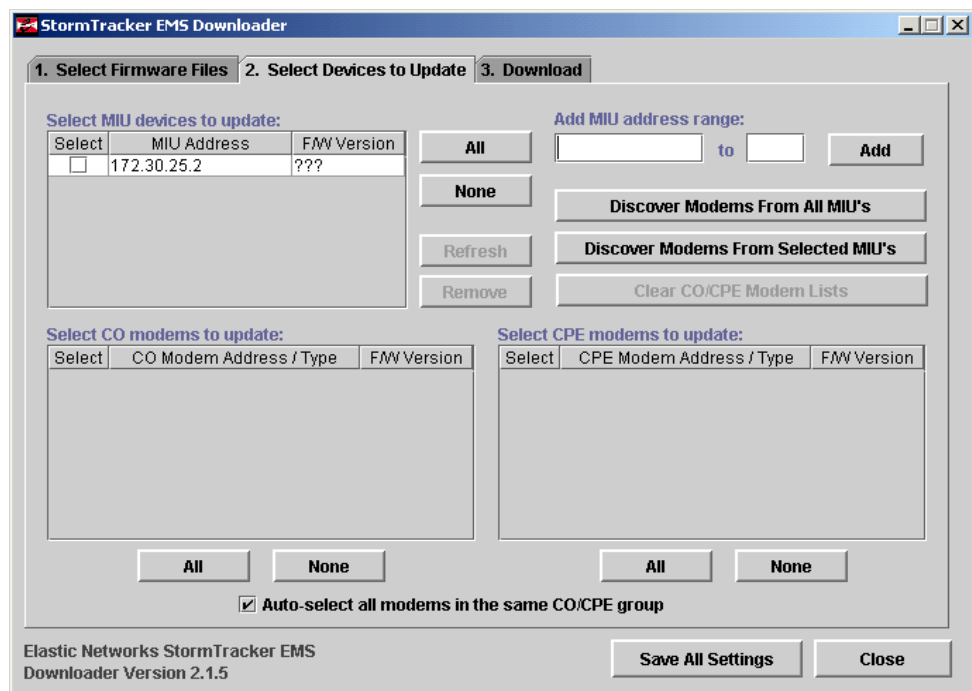 StormTracker EMS Downloader
1. Select Firmware Files
2. Select Devices to Update
3. Download
Select MIU devices to update:
Select MIU Address F/W Version
172.30.25.2 ???
All
None
Refresh
Remove
Add MIU address range:
to
Add
Discover Modems From All MIU's
Discover Modems From Selected MIU's
Clear CO/CPE Modem Lists
Select CO modems to update:
Select CO Modem Address / Type F/W Version
All None
Select CPE modems to update:
Select CPE Modem Address / Type F/W Version
All None
Auto-select all modems in the same CO/CPE group
Elastic Networks StormTracker EMS
Downloader Version 2.1.5
Save All Settings
Close